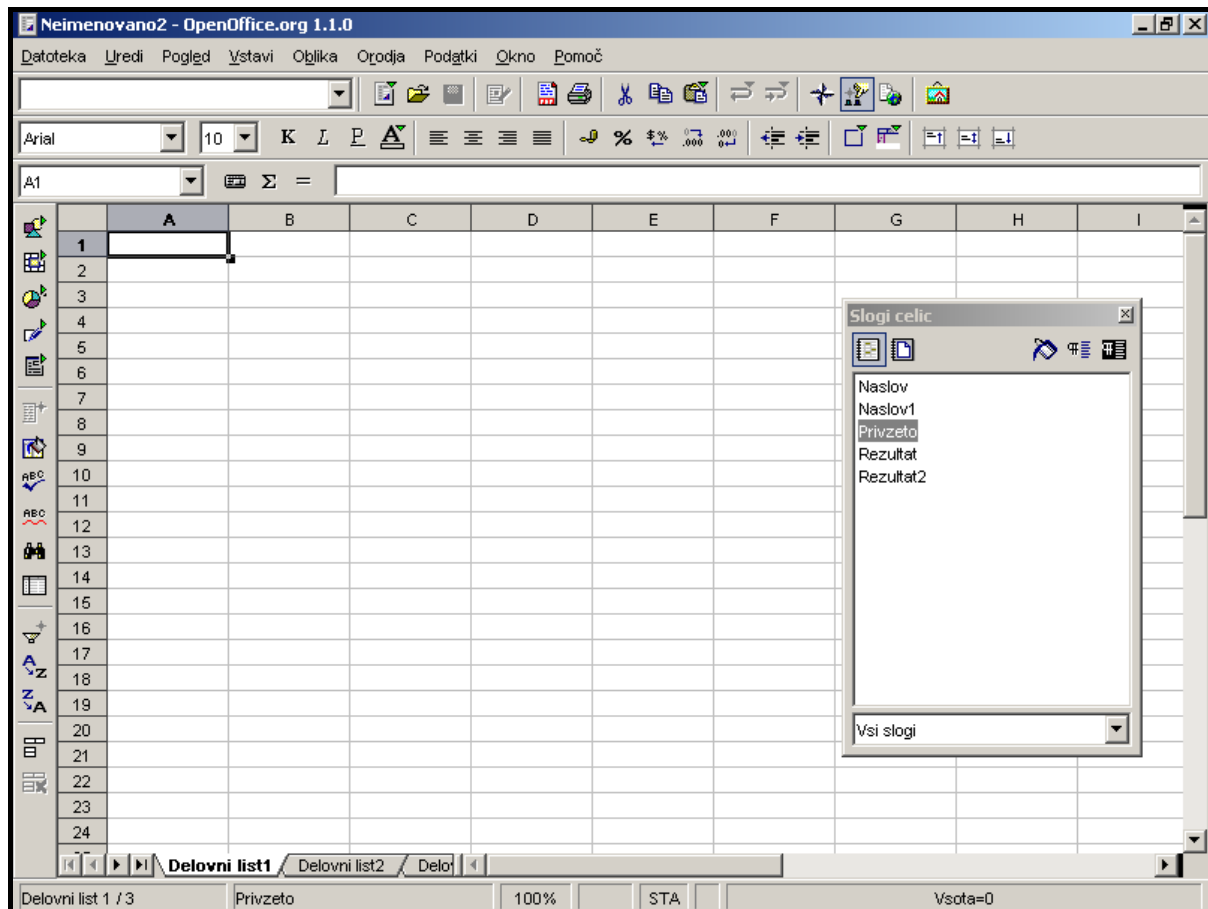 Neimenovano2 - OpenOffice.org 1.1.0
Datoteka Uredi Pogled Vstavi Oblika Orodja Podatki Okno Pomoč
Arial 10 K L P A
A1 Σ =
A B C D E F G H I
1
2
3
4
5
6
7
8
9
10
11
12
13
14
15
16
17
18
19
20
21
22
23
24
ABC
ABC
A Z
Z A
Slogi celic
Naslov
Naslov1
Privzeto
Rezultat
Rezultat2
Vsi slogi
Delovni list1 Delovni list2
Delovni list 1 / 3 Privzeto 100% STA Vsota=0